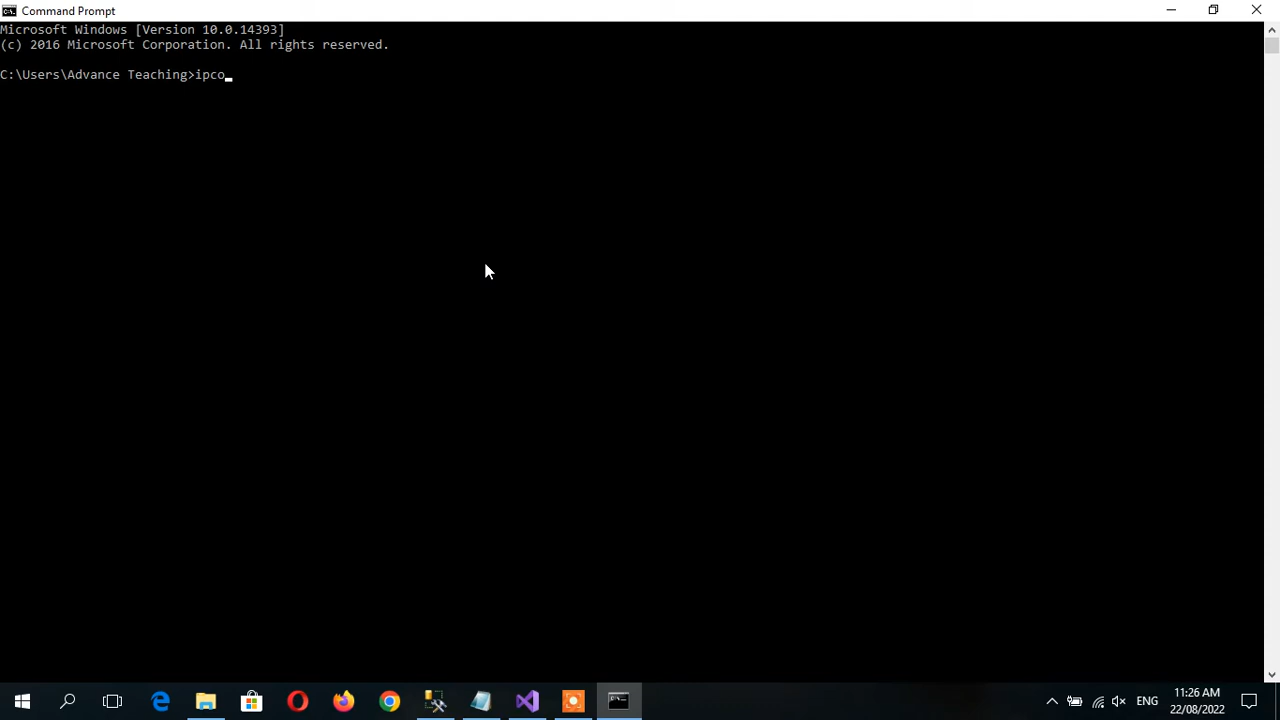 Command Prompt
Microsoft Windows [Version 10.0.14393]
(c) 2016 Microsoft Corporation. All rights reserved.
C:\Users\Advance Teaching>ipco
ENG
11:26 AM
22/08/2022